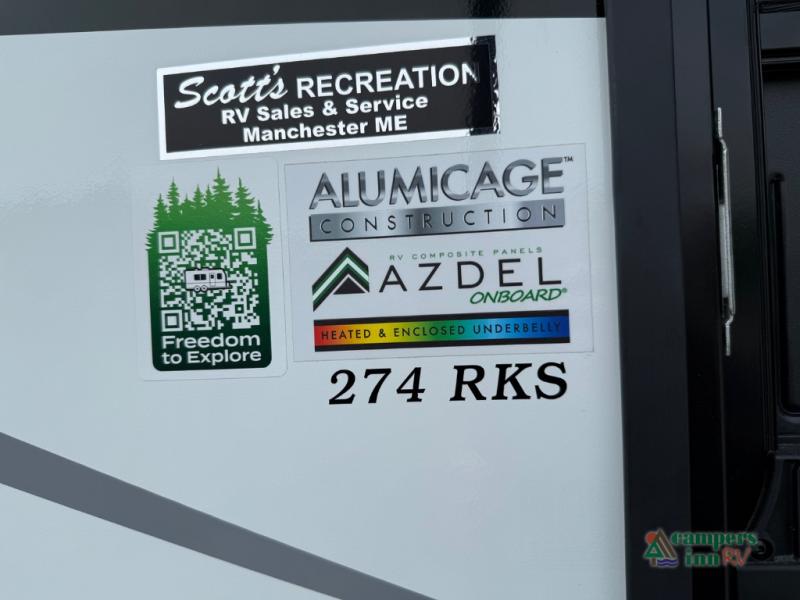 Scott's RECREATION
RV Sales & Service
Manchester ME
ALUMICAGE™
CONSTRUCTION
RV COMPOSITE PANELS
AZDEL
ONBOARD®
HEATED & ENCLOSED UNDERBELLY
Freedom
to Explore
274 RKS
campers
inn RV